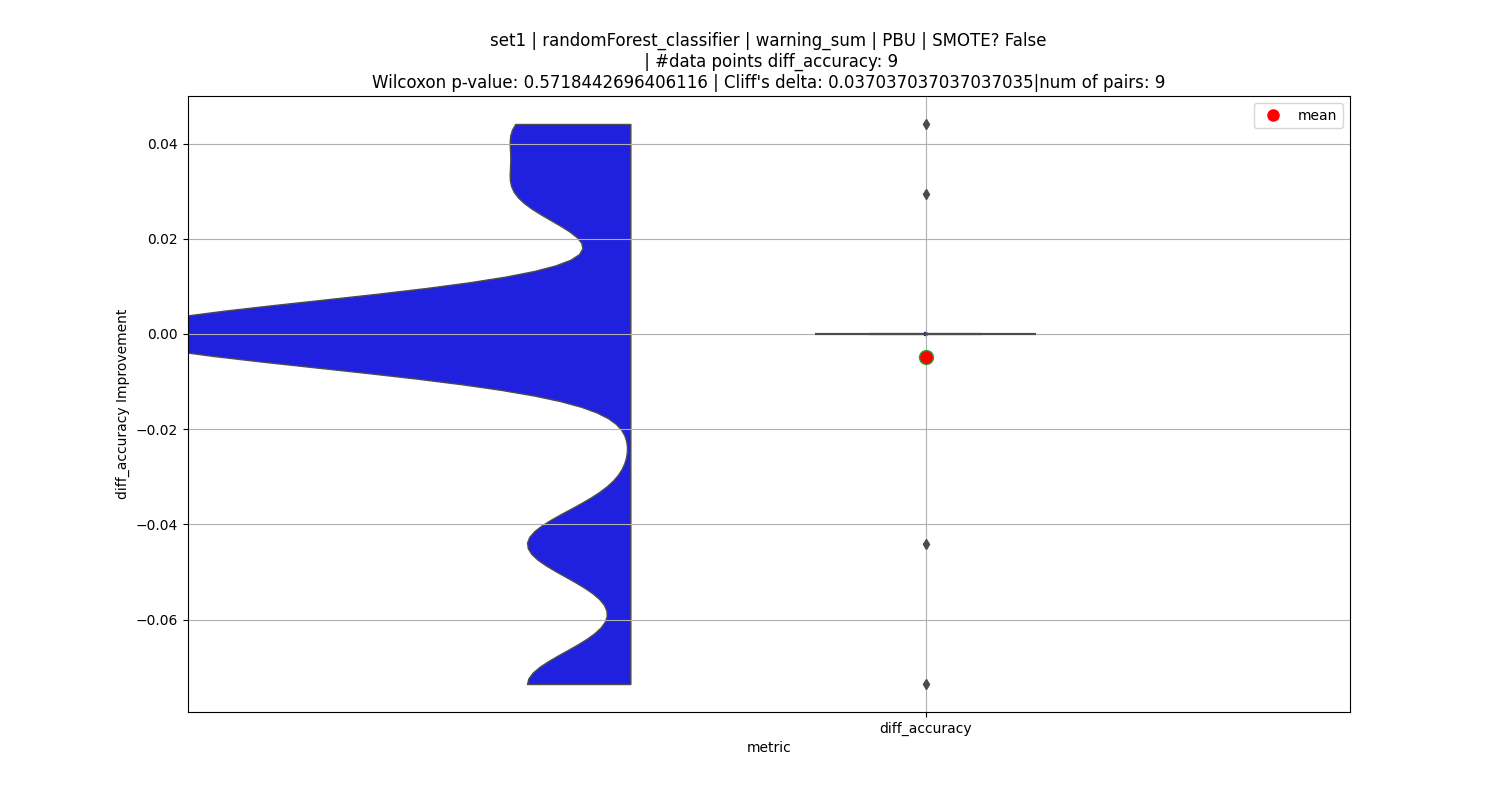 set1 | randomForest_classifier | warning_sum | PBU | SMOTE? False
| #data points diff_accuracy: 9
Wilcoxon p-value: 0.5718442696406116 | Cliff's delta: 0.037037037037037035|num of pairs: 9
mean
0.04
0.02
0.00
−0.02
−0.04
−0.06
diff_accuracy Improvement
diff_accuracy
metric